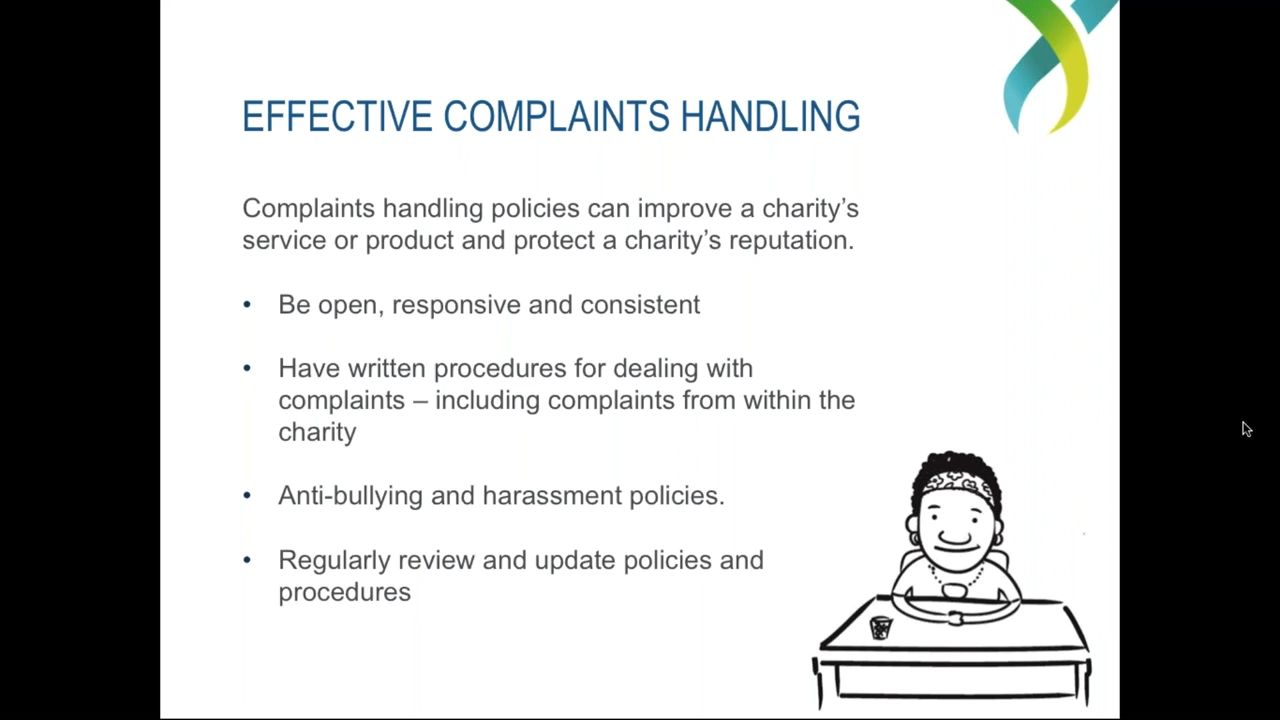 EFFECTIVE COMPLAINTS HANDLING
Complaints handling policies can improve a charity’s
service or product and protect a charity’s reputation.
• Be open, responsive and consistent
• Have written procedures for dealing with
complaints – including complaints from within the
charity
• Anti-bullying and harassment policies.
• Regularly review and update policies and
procedures